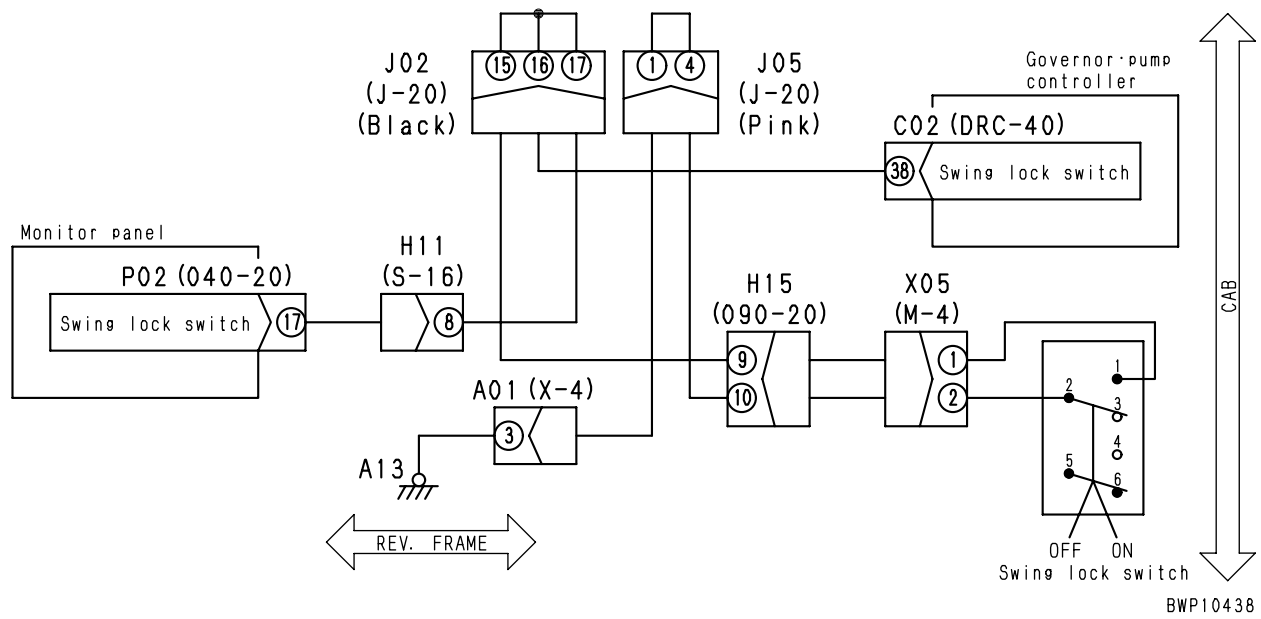 J02
(J-20)
(Black)
15 16 17
1 4
J05
(J-20)
(Pink)
Governor·pump
controller
C02 (DRC-40)
38
Swing lock switch
Monitor panel
P02 (040-20)
Swing lock switch
17
H11
(S-16)
8
H15
(090-20)
9
10
X05
(M-4)
1
2
A01 (X-4)
3
A13
REV. FRAME
1
2
3
4
5
6
OFF ON
Swing lock switch
CAB
BWP10438